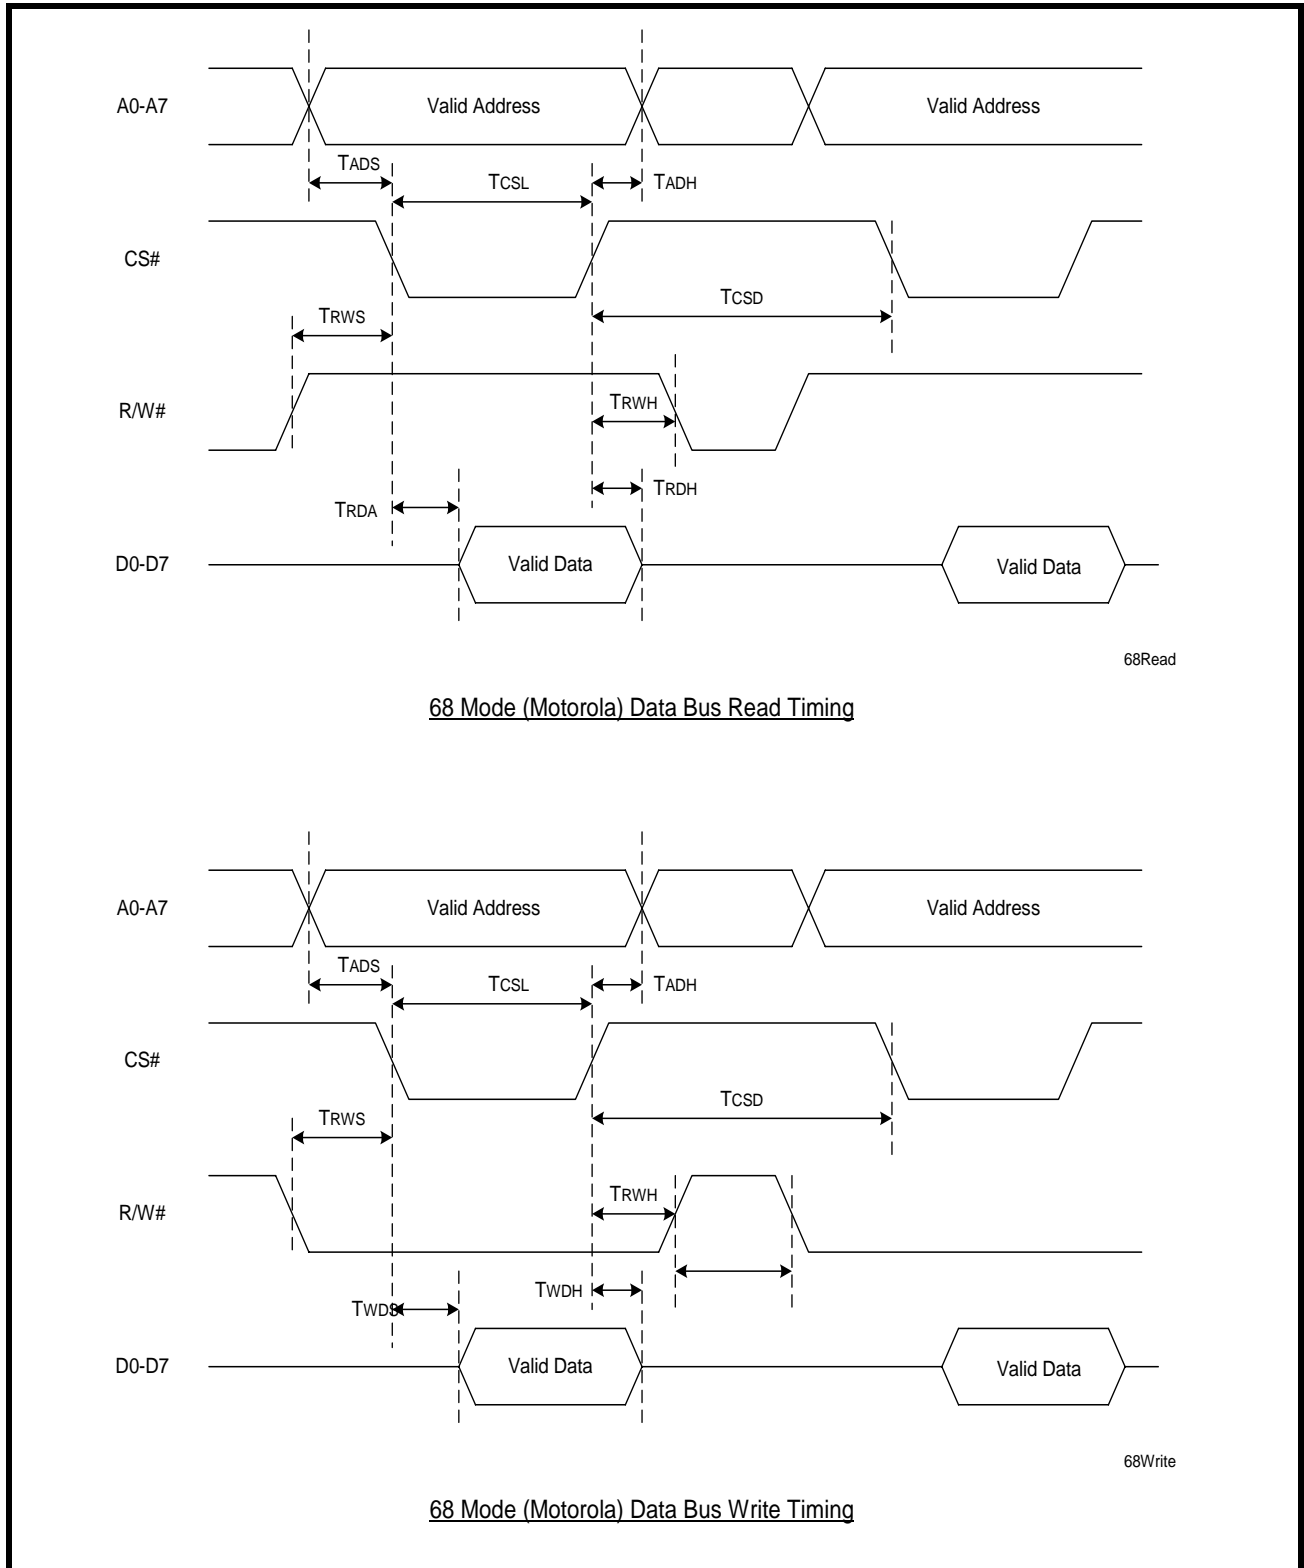 A0-A7 Valid Address Valid Address
TADS TCSL TADH
CS#
TCSD
TRWS
R/W# TRWH
TRDA TRDH
D0-D7 Valid Data Valid Data
68Read
68 Mode (Motorola) Data Bus Read Timing
A0-A7 Valid Address Valid Address
TADS TCSL TADH
CS#
TCSD
TRWS
R/W# TRWH
TWDS TWDH
D0-D7 Valid Data Valid Data
68Write
68 Mode (Motorola) Data Bus Write Timing